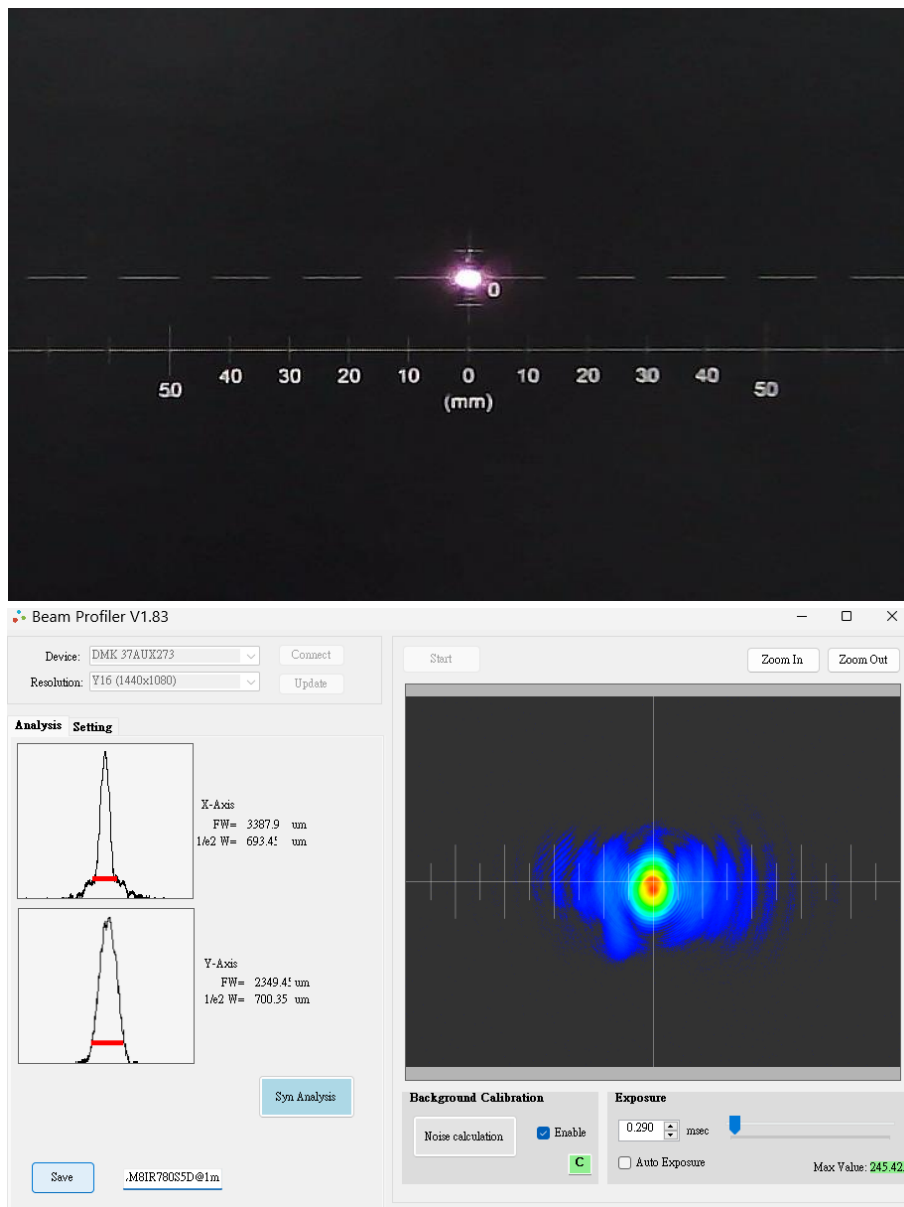 0
50 40 30 20 10 0 10 20 30 40 50
(mm)
Beam Profiler V1.83
Device: DMK 37AUX273 Connect
Resolution: Y16 (1440x1080) Update
Start Zoom In Zoom Out
Analysis Setting
X-Axis
FW= 3387.9 um
1/e2 W= 693.4 um
Y-Axis
FW= 2349.4 um
1/e2 W= 700.35 um
Syn Analysis
Background Calibration
Noise calculation Enable
C
Exposure
0.290 msec
Auto Exposure
Max Value: 245.42
Save .M8IR780S5D@1m